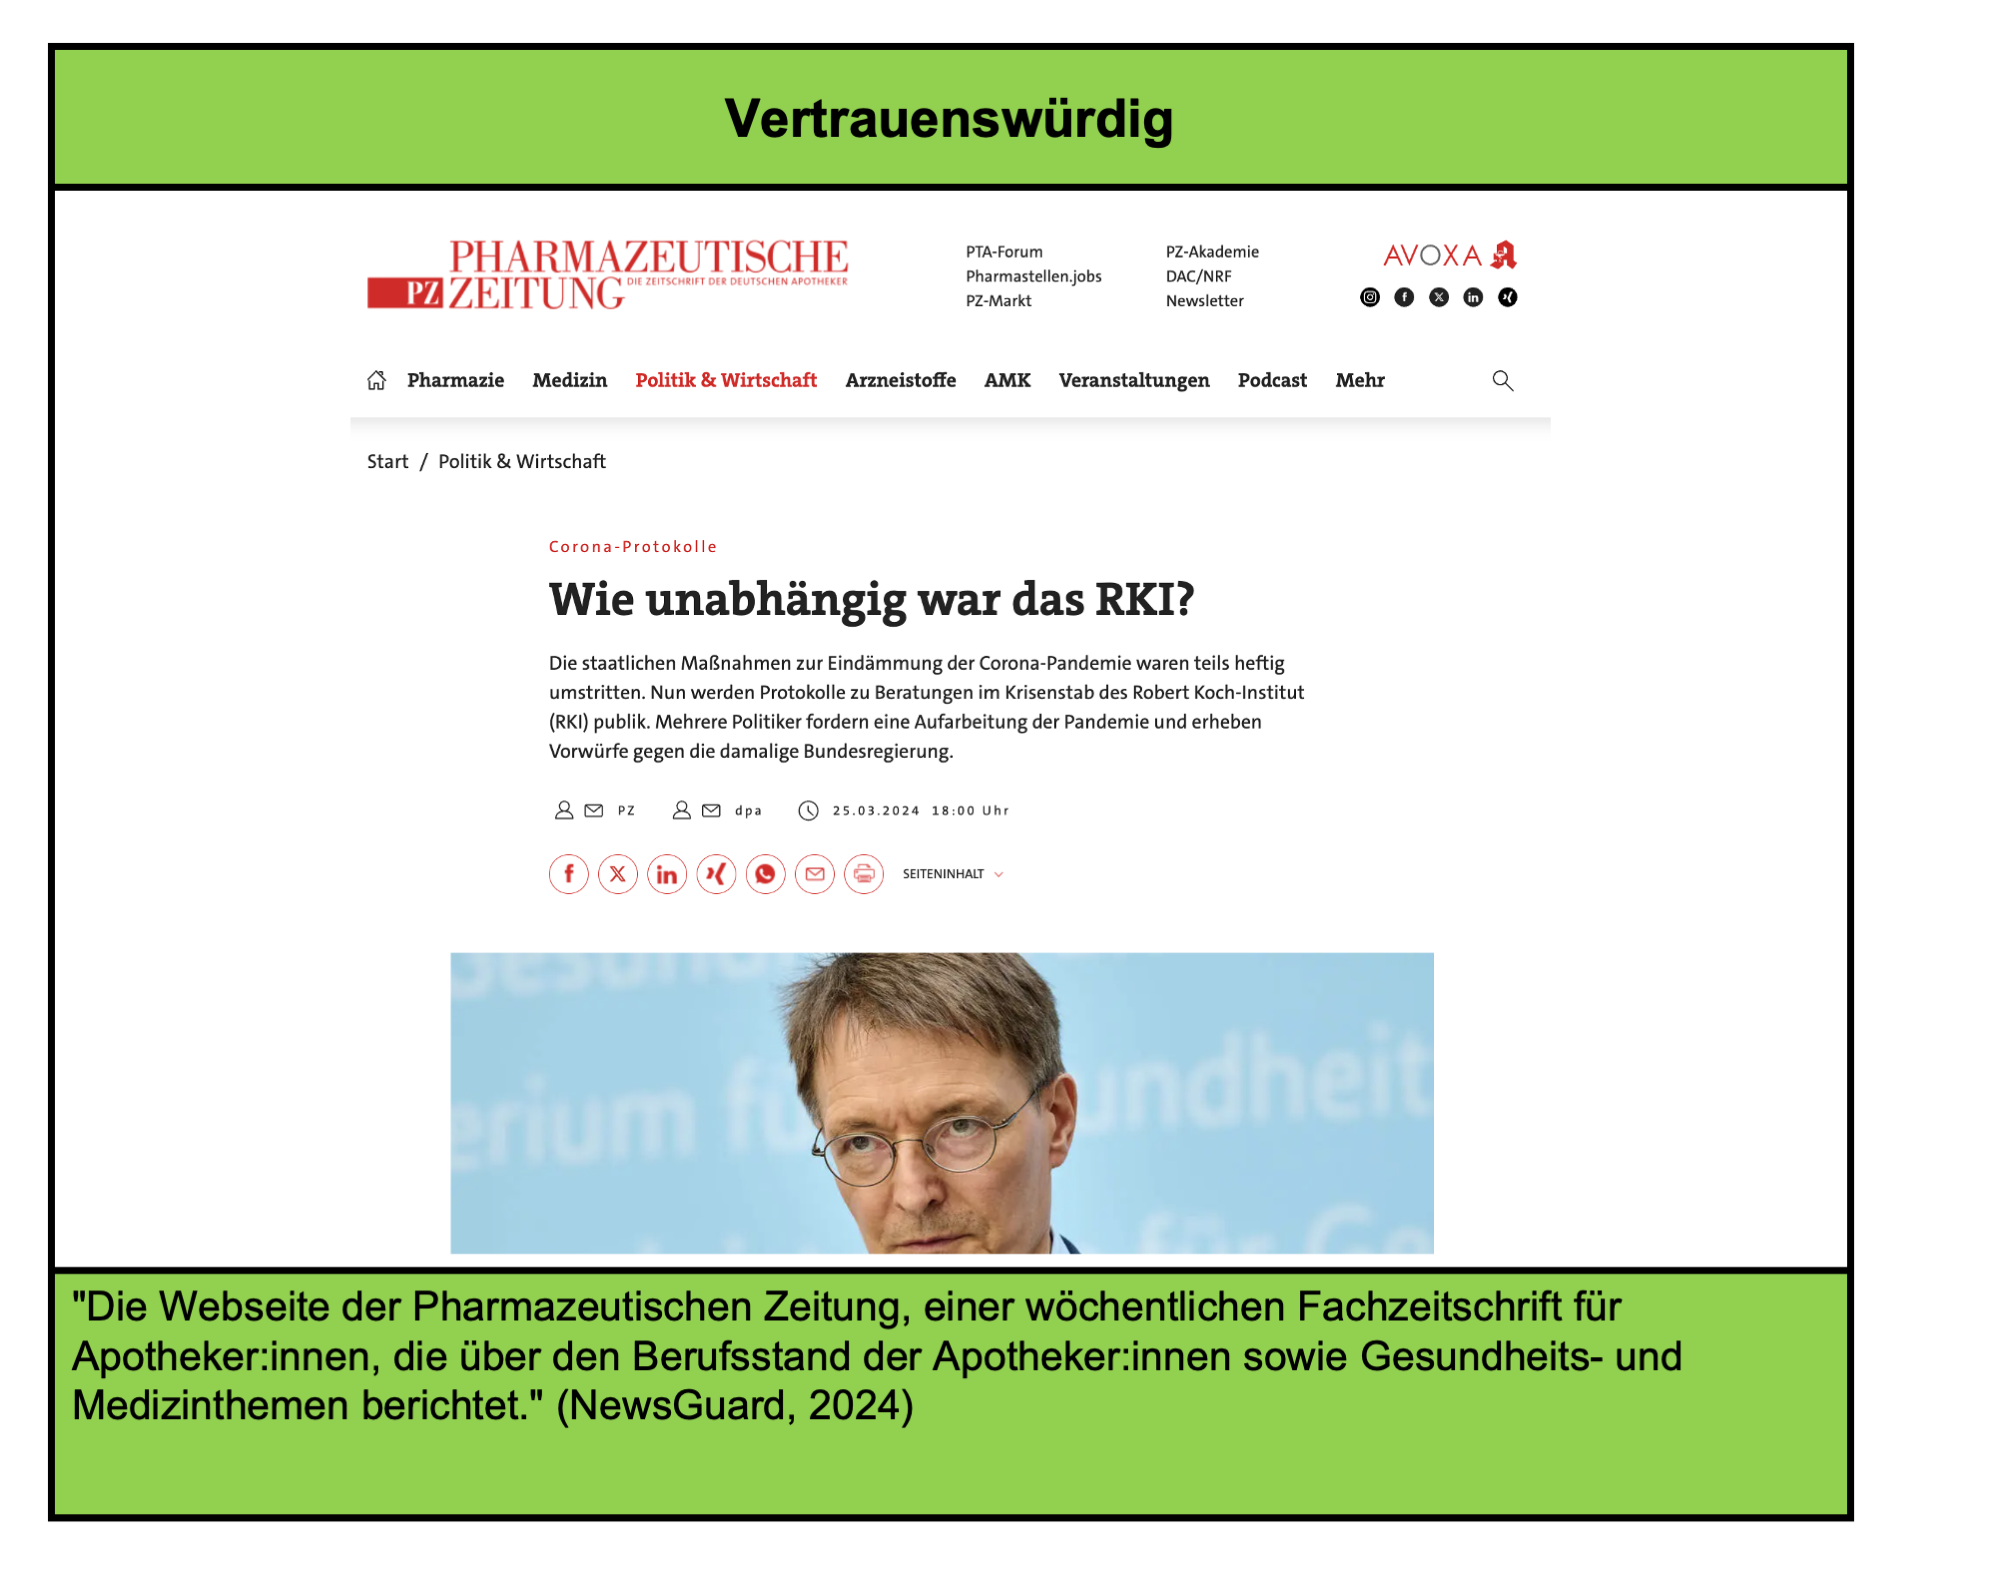 Vertrauenswürdig
PHARMAZEUTISCHE
PZ ZEITUNG DIE ZEITSCHRIFT DER DEUTSCHEN APOTHEKER
PTA-Forum
Pharmastellen.jobs
PZ-Markt
PZ-Akademie
DAC/NRF
Newsletter
AVOXA
Pharmazie Medizin Politik & Wirtschaft Arzneistoffe AMK Veranstaltungen Podcast Mehr
Start / Politik & Wirtschaft
Corona-Protokolle
Wie unabhängig war das RKI?
Die staatlichen Maßnahmen zur Eindämmung der Corona-Pandemie waren teils heftig
umstritten. Nun werden Protokolle zu Beratungen im Krisenstab des Robert Koch-Institut
(RKI) publik. Mehrere Politiker fordern eine Aufarbeitung der Pandemie und erheben
Vorwürfe gegen die damalige Bundesregierung.
PZ dpa 25.03.2024 18:00 Uhr
SEITENINHALT
erium fü undheit
für Ge
"Die Webseite der Pharmazeutischen Zeitung, einer wöchentlichen Fachzeitschrift für
Apotheker:innen, die über den Berufsstand der Apotheker:innen sowie Gesundheits- und
Medizinthemen berichtet." (NewsGuard, 2024)